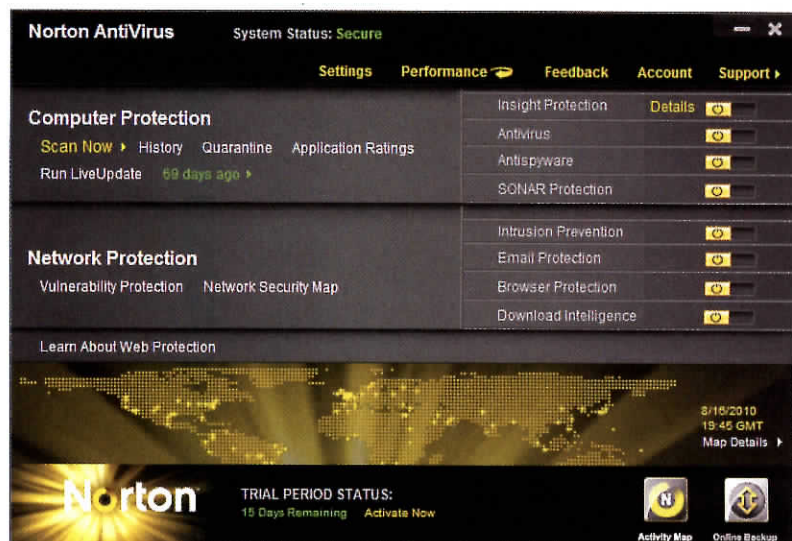 Norton AntiVirus System Status: Secure
Settings Performance Feedback Account Support
Computer Protection
Scan Now History Quarantine Application Ratings
Run LiveUpdate 69 days ago
Insight Protection Details
Antivirus
Antispyware
SONAR Protection
Network Protection
Vulnerability Protection Network Security Map
Intrusion Prevention
Email Protection
Browser Protection
Download Intelligence
Learn About Web Protection
8/16/2010
19:45 GMT
Map Details
Norton
TRIAL PERIOD STATUS:
15 Days Remaining Activate Now
Activity Map Online Backup